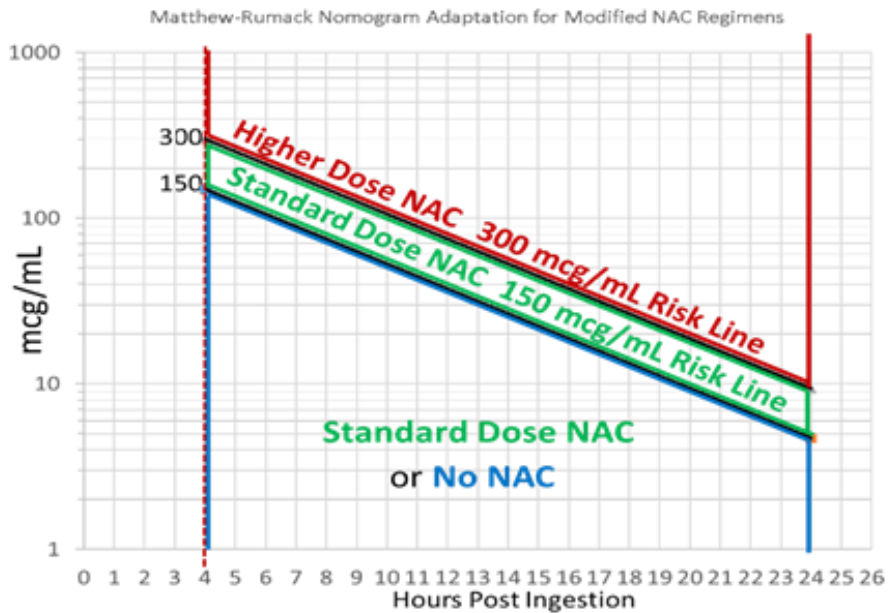 Matthew-Rumack Nomogram Adaptation for Modified NAC Regimens
1000
300
150
100
10
1
mcg/mL
Higher Dose NAC 300 mcg/mL Risk Line
Standard Dose NAC 150 mcg/mL Risk Line
Standard Dose NAC
or No NAC
0 1 2 3 4 5 6 7 8 9 10 11 12 13 14 15 16 17 18 19 20 21 22 23 24 25 26
Hours Post Ingestion